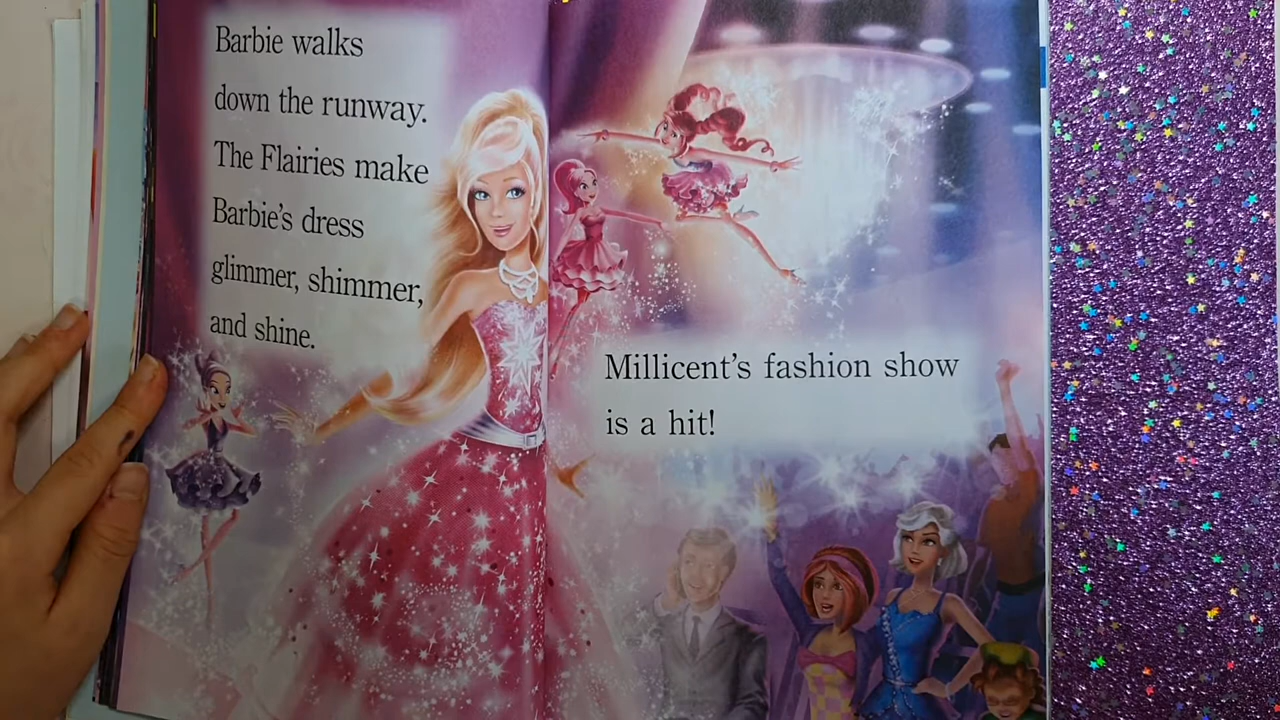 Barbie walks
down the runway.
The Flairies make
Barbie's dress
glimmer, shimmer,
and shine.
Millicent's fashion show
is a hit!